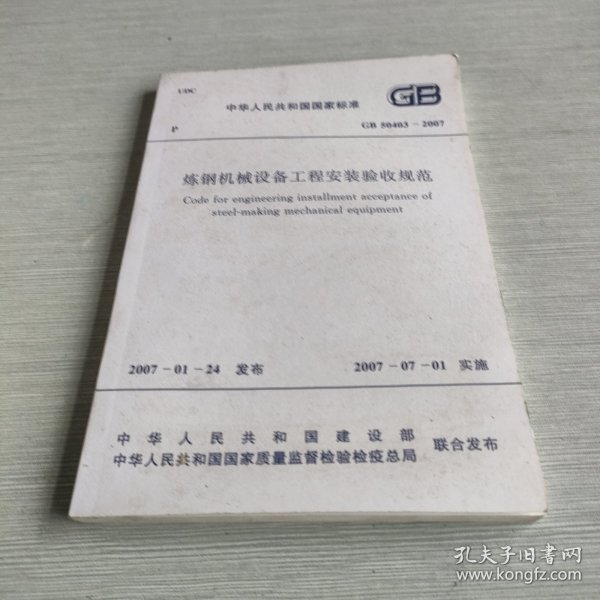 UDC
中华人民共和国国家标准
GB
P
GB 50403-2007
炼钢机械设备工程安装验收规范
Code for engineering installment acceptance of
steel-making mechanical equipment
2007-01-24 发布
2007-07-01 实施
中华人民共和国建设部
中华人民共和国国家质量监督检验检疫总局
联合发布
孔夫子旧书网
www.kongfz.com